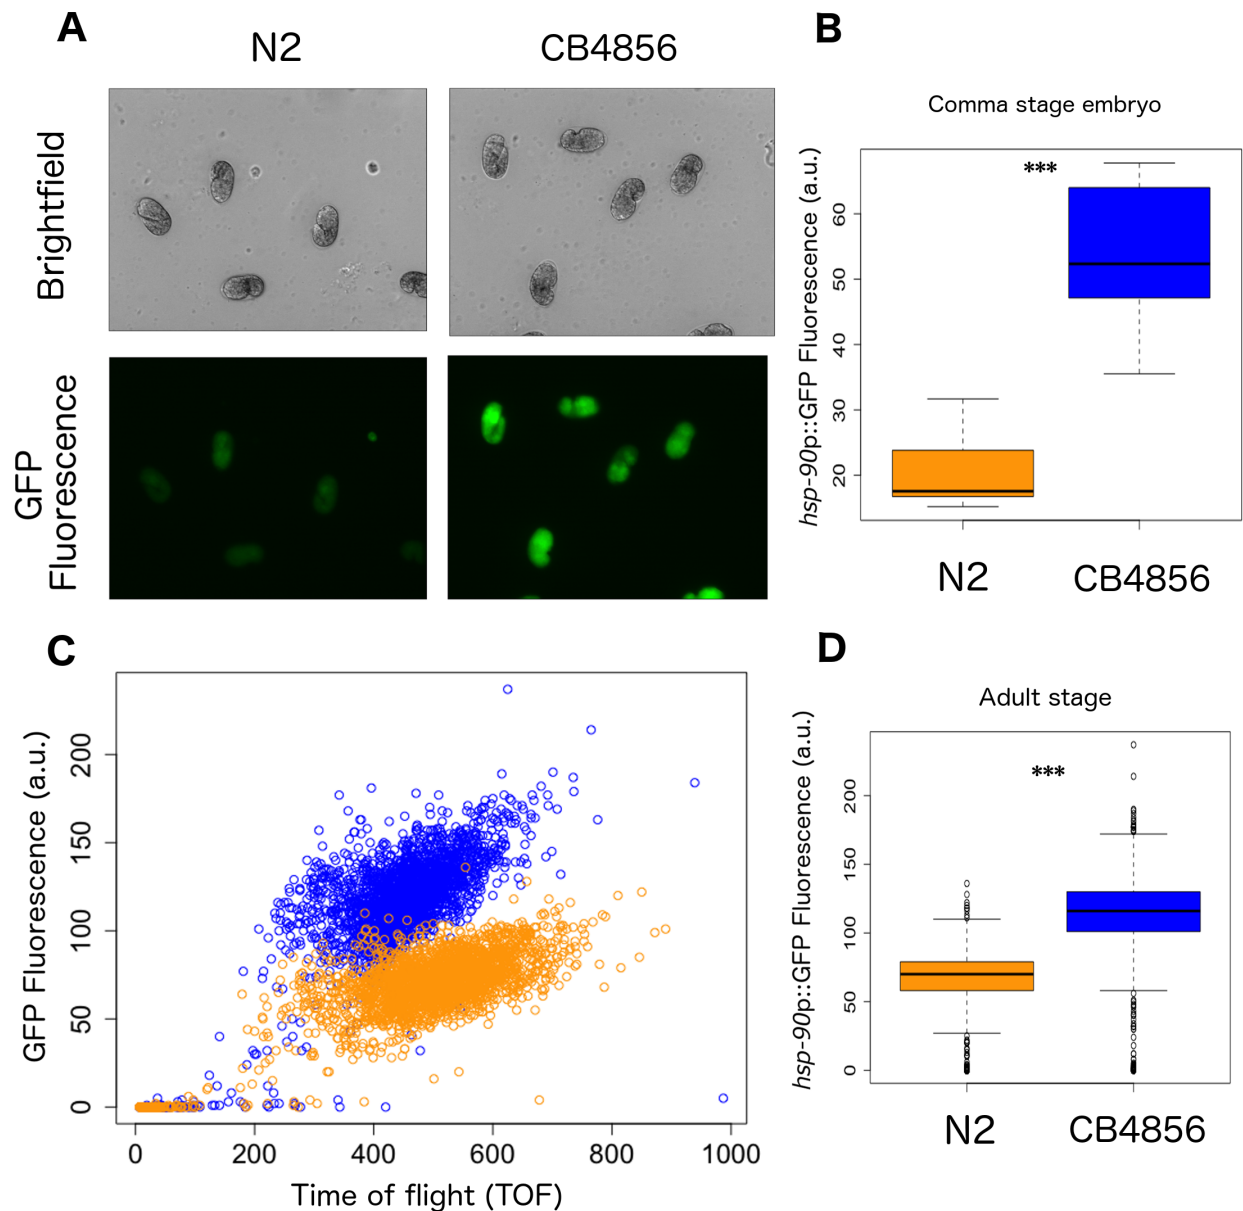 A
N2
CB4856
Brightfield
GFP
Fluorescence
B
Comma stage embryo
hsp-90p::GFP Fluorescence (a.u.)
60
50
40
30
20
***
N2
CB4856
C
GFP Fluorescence (a.u.)
200
150
100
50
0
0 200 400 600 800 1000
Time of flight (TOF)
D
Adult stage
hsp-90p::GFP Fluorescence (a.u.)
200
150
100
50
0
***
N2
CB4856